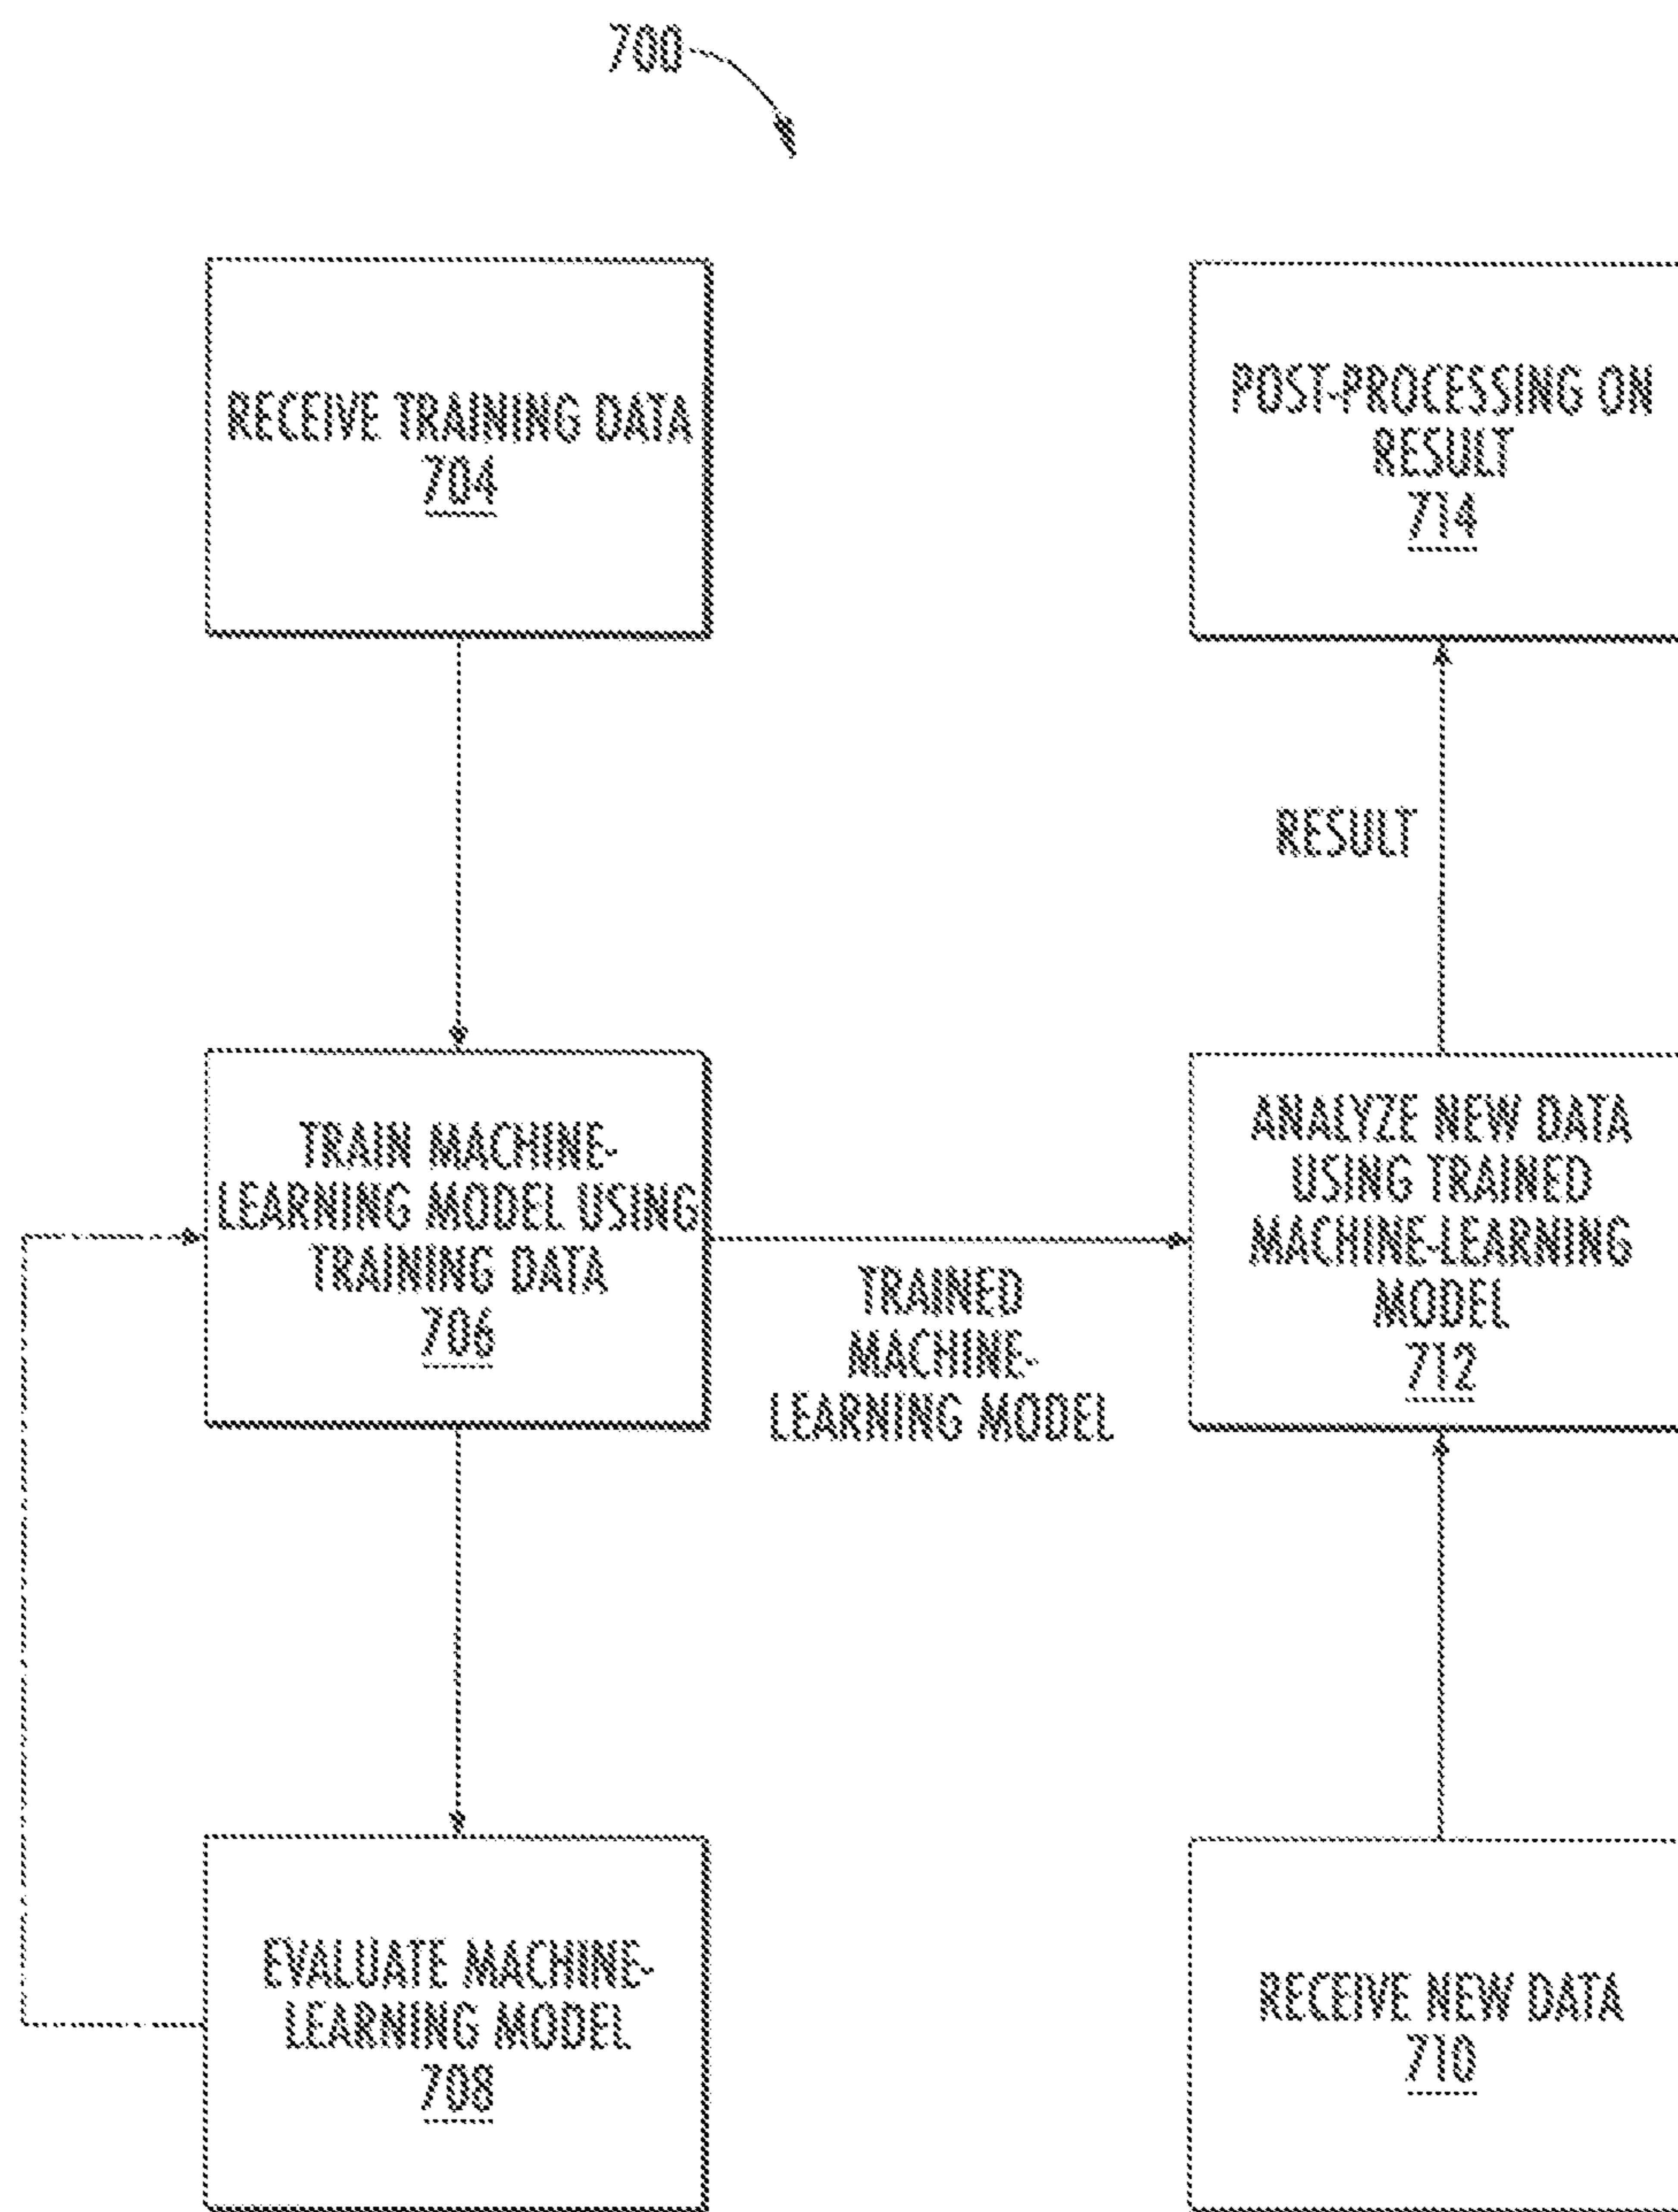 700
RECEIVE TRAINING DATA
704
TRAIN MACHINE-
LEARNING MODEL USING
TRAINING DATA
706
EVALUATE MACHINE-
LEARNING MODEL
708
TRAINED
MACHINE-
LEARNING MODEL
POST-PROCESSING ON
RESULT
714
RESULT
ANALYZE NEW DATA
USING TRAINED
MACHINE-LEARNING
MODEL
712
RECEIVE NEW DATA
710